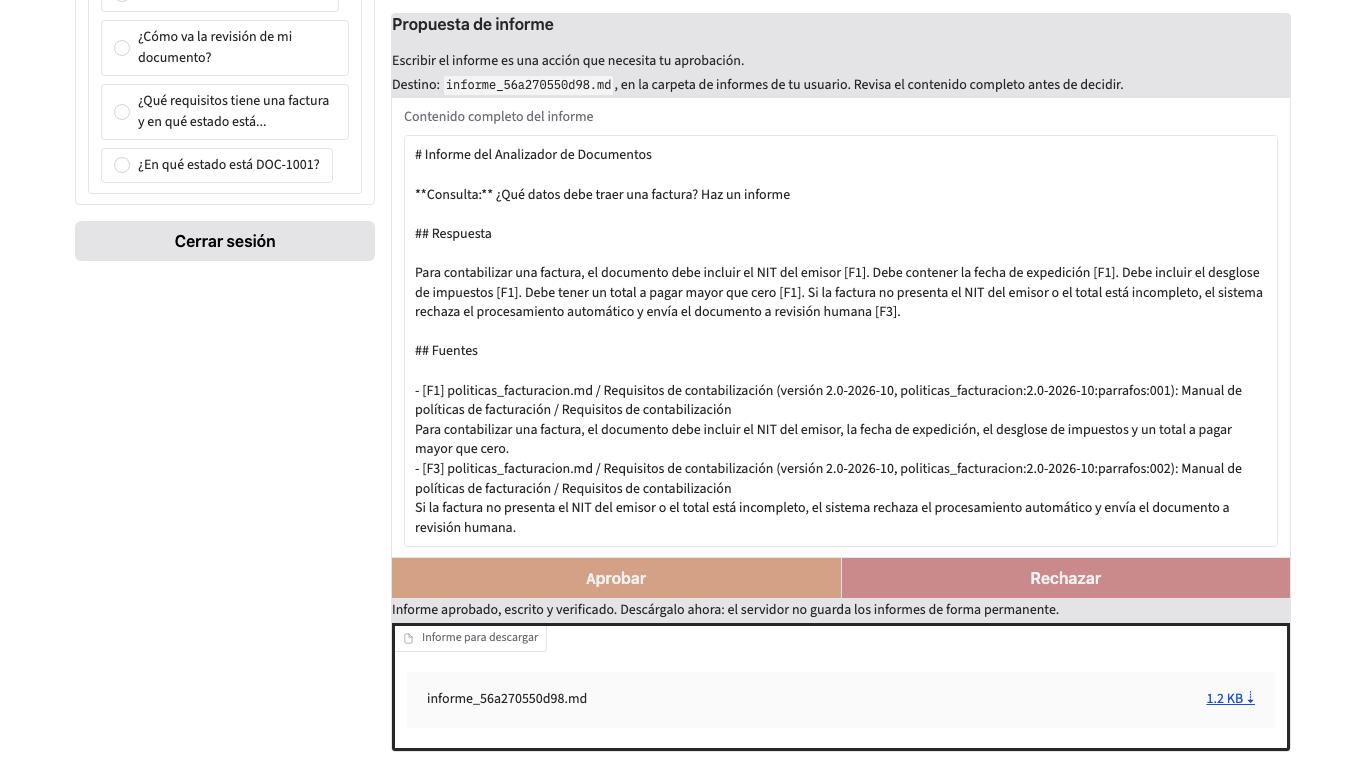 ¿Cómo va la revisión de mi
documento?
¿Qué requisitos tiene una factura
y en qué estado está...
¿En qué estado está DOC-1001?
Cerrar sesión
Propuesta de informe
Escribir el informe es una acción que necesita tu aprobación.
Destino: informe_56a270550d98.md, en la carpeta de informes de tu usuario. Revisa el contenido completo antes de decidir.
Contenido completo del informe
# Informe del Analizador de Documentos
**Consulta:** ¿Qué datos debe traer una factura? Haz un informe
## Respuesta
Para contabilizar una factura, el documento debe incluir el NIT del emisor [F1]. Debe contener la fecha de expedición [F1]. Debe incluir el desglose
de impuestos [F1]. Debe tener un total a pagar mayor que cero [F1]. Si la factura no presenta el NIT del emisor o el total está incompleto, el sistema
rechaza el procesamiento automático y envía el documento a revisión humana [F3].
## Fuentes
- [F1] politicas_facturacion.md / Requisitos de contabilización (versión 2.0-2026-10, politicas_facturacion:2.0-2026-10:parrafos:001): Manual de
políticas de facturación / Requisitos de contabilización
Para contabilizar una factura, el documento debe incluir el NIT del emisor, la fecha de expedición, el desglose de impuestos y un total a pagar
mayor que cero.
- [F3] politicas_facturacion.md / Requisitos de contabilización (versión 2.0-2026-10, politicas_facturacion:2.0-2026-10:parrafos:002): Manual de
políticas de facturación / Requisitos de contabilización
Si la factura no presenta el NIT del emisor o el total está incompleto, el sistema rechaza el procesamiento automático y envía el documento a
revisión humana.
Aprobar
Rechazar
Informe aprobado, escrito y verificado. Descárgalo ahora: el servidor no guarda los informes de forma permanente.
Informe para descargar
informe_56a270550d98.md
1.2 KB ⇣